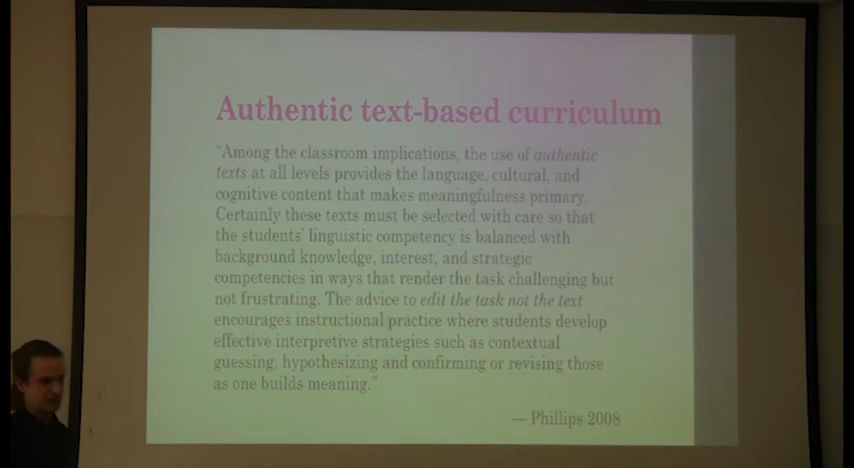 Authentic text-based curriculum
“Among the classroom implications, the use of authentic
texts at all levels provides the language, cultural, and
cognitive content that makes meaningfulness primary.
Certainly these texts must be selected with care so that
the students’ linguistic competency is balanced with
background knowledge, interest, and strategic
competencies in ways that render the task challenging but
not frustrating. The advice to edit the task not the text
encourages instructional practice where students develop
effective interpretive strategies such as contextual
guessing, hypothesizing and confirming or revising those
as one builds meaning.”
— Phillips 2008